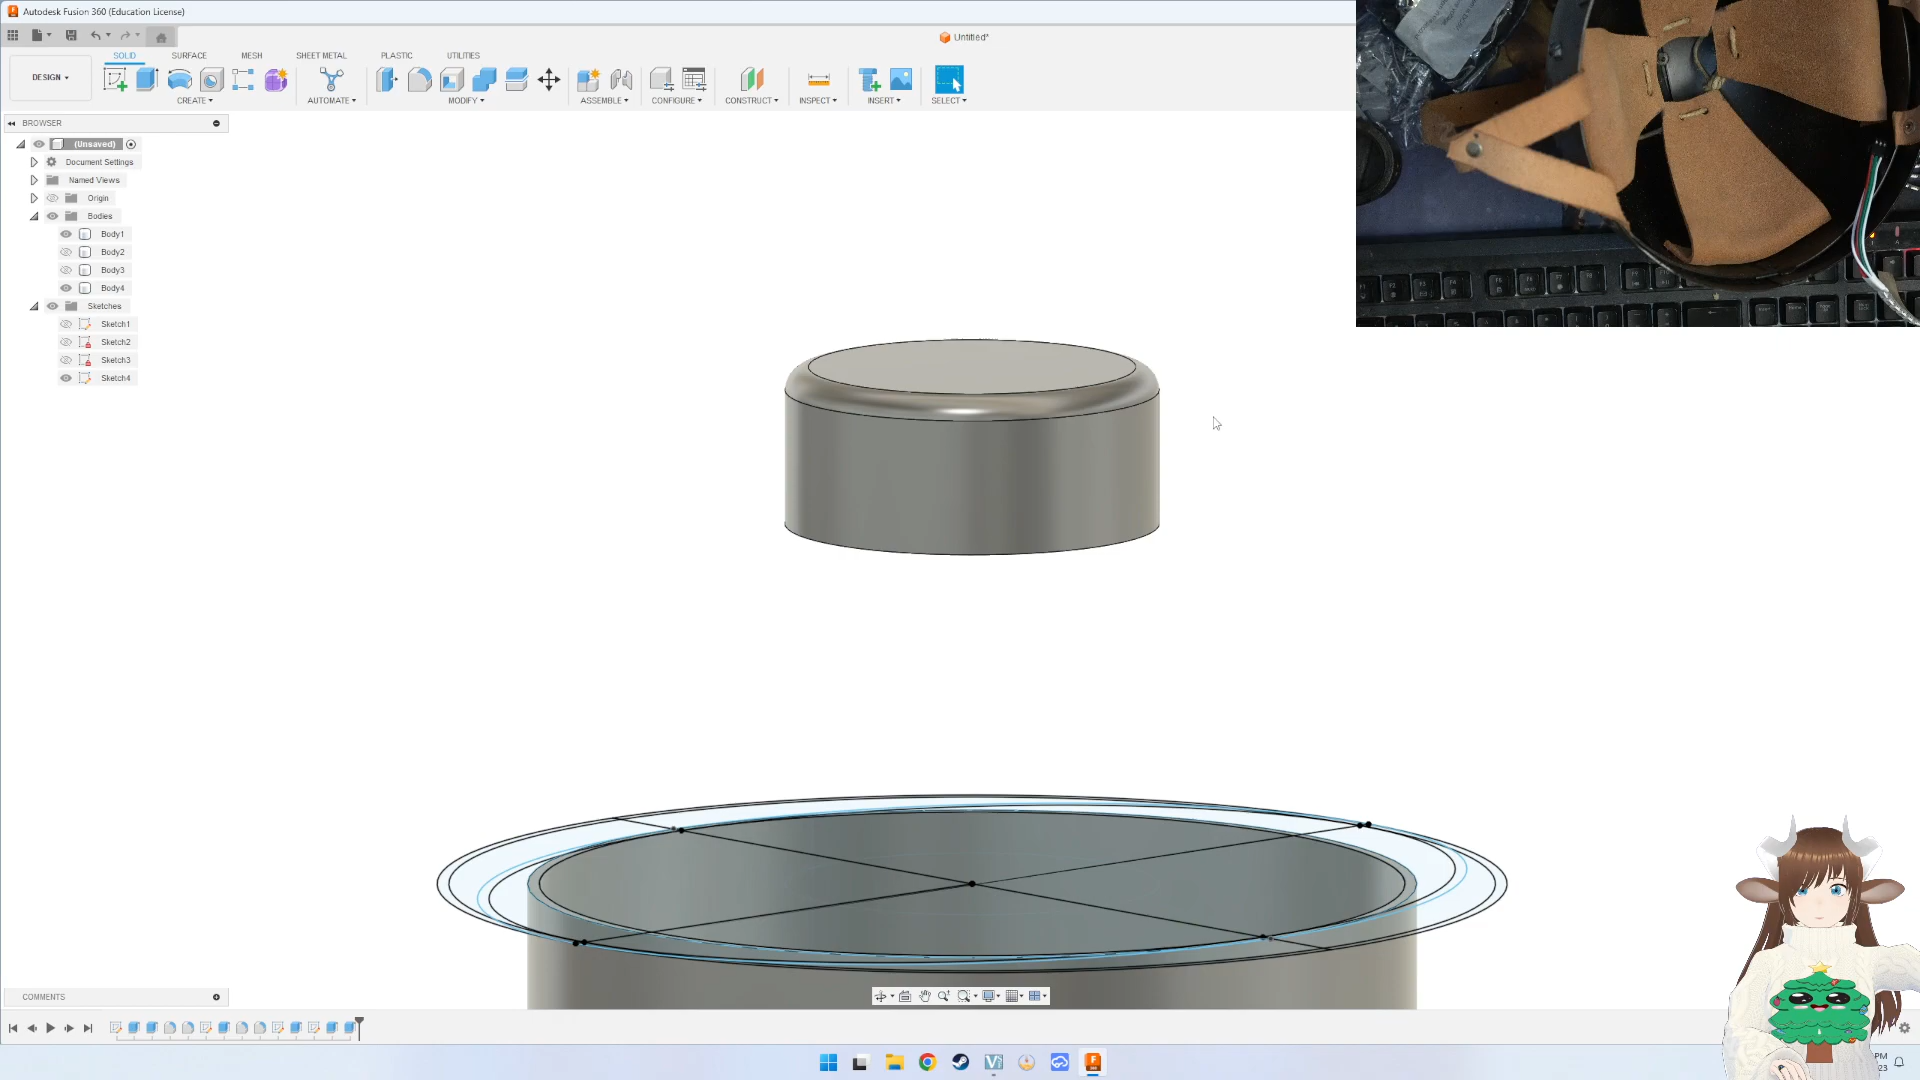 Autodesk Fusion 360 (Education License)
Untitled*
SOLID SURFACE MESH SHEET METAL PLASTIC UTILITIES
DESIGN
CREATE AUTOMATE MODIFY ASSEMBLE CONFIGURE CONSTRUCT INSPECT INSERT SELECT
BROWSER
(Unsaved)
Document Settings
Named Views
Origin
Bodies
Body1
Body2
Body3
Body4
Sketches
Sketch1
Sketch2
Sketch3
Sketch4
COMMENTS
PM
23